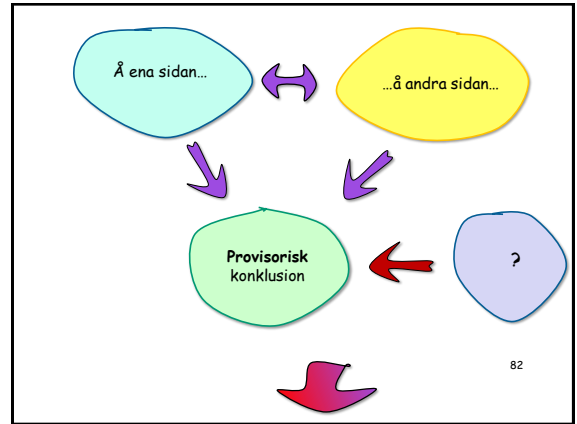 Å ena sidan…
…å andra sidan…
Provisorisk
konklusion
?
82